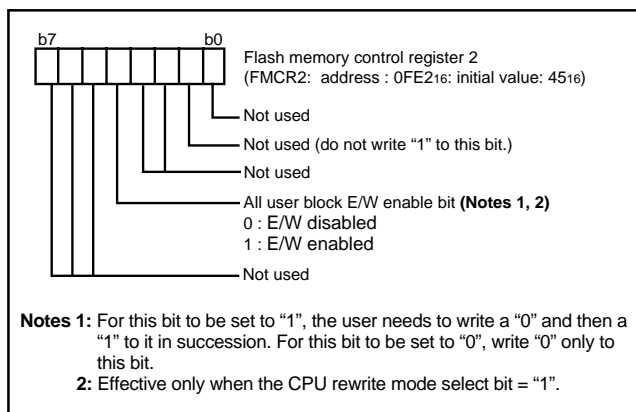 b7 b0
Flash memory control register 2
(FMCR2: address : 0FE216: initial value: 4516)
Not used
Not used (do not write “1” to this bit.)
Not used
All user block E/W enable bit (Notes 1, 2)
0 : E/W disabled
1 : E/W enabled
Not used
Notes 1: For this bit to be set to “1”, the user needs to write a “0” and then a
“1” to it in succession. For this bit to be set to “0”, write “0” only to
this bit.
2: Effective only when the CPU rewrite mode select bit = “1”.